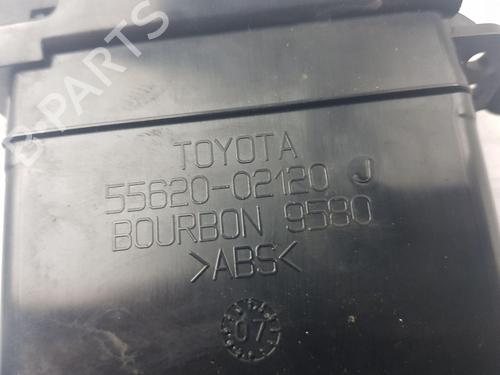 TOYOTA
55620-02120 J
BOURBON 9580
>ABS<
07
B-PARTS